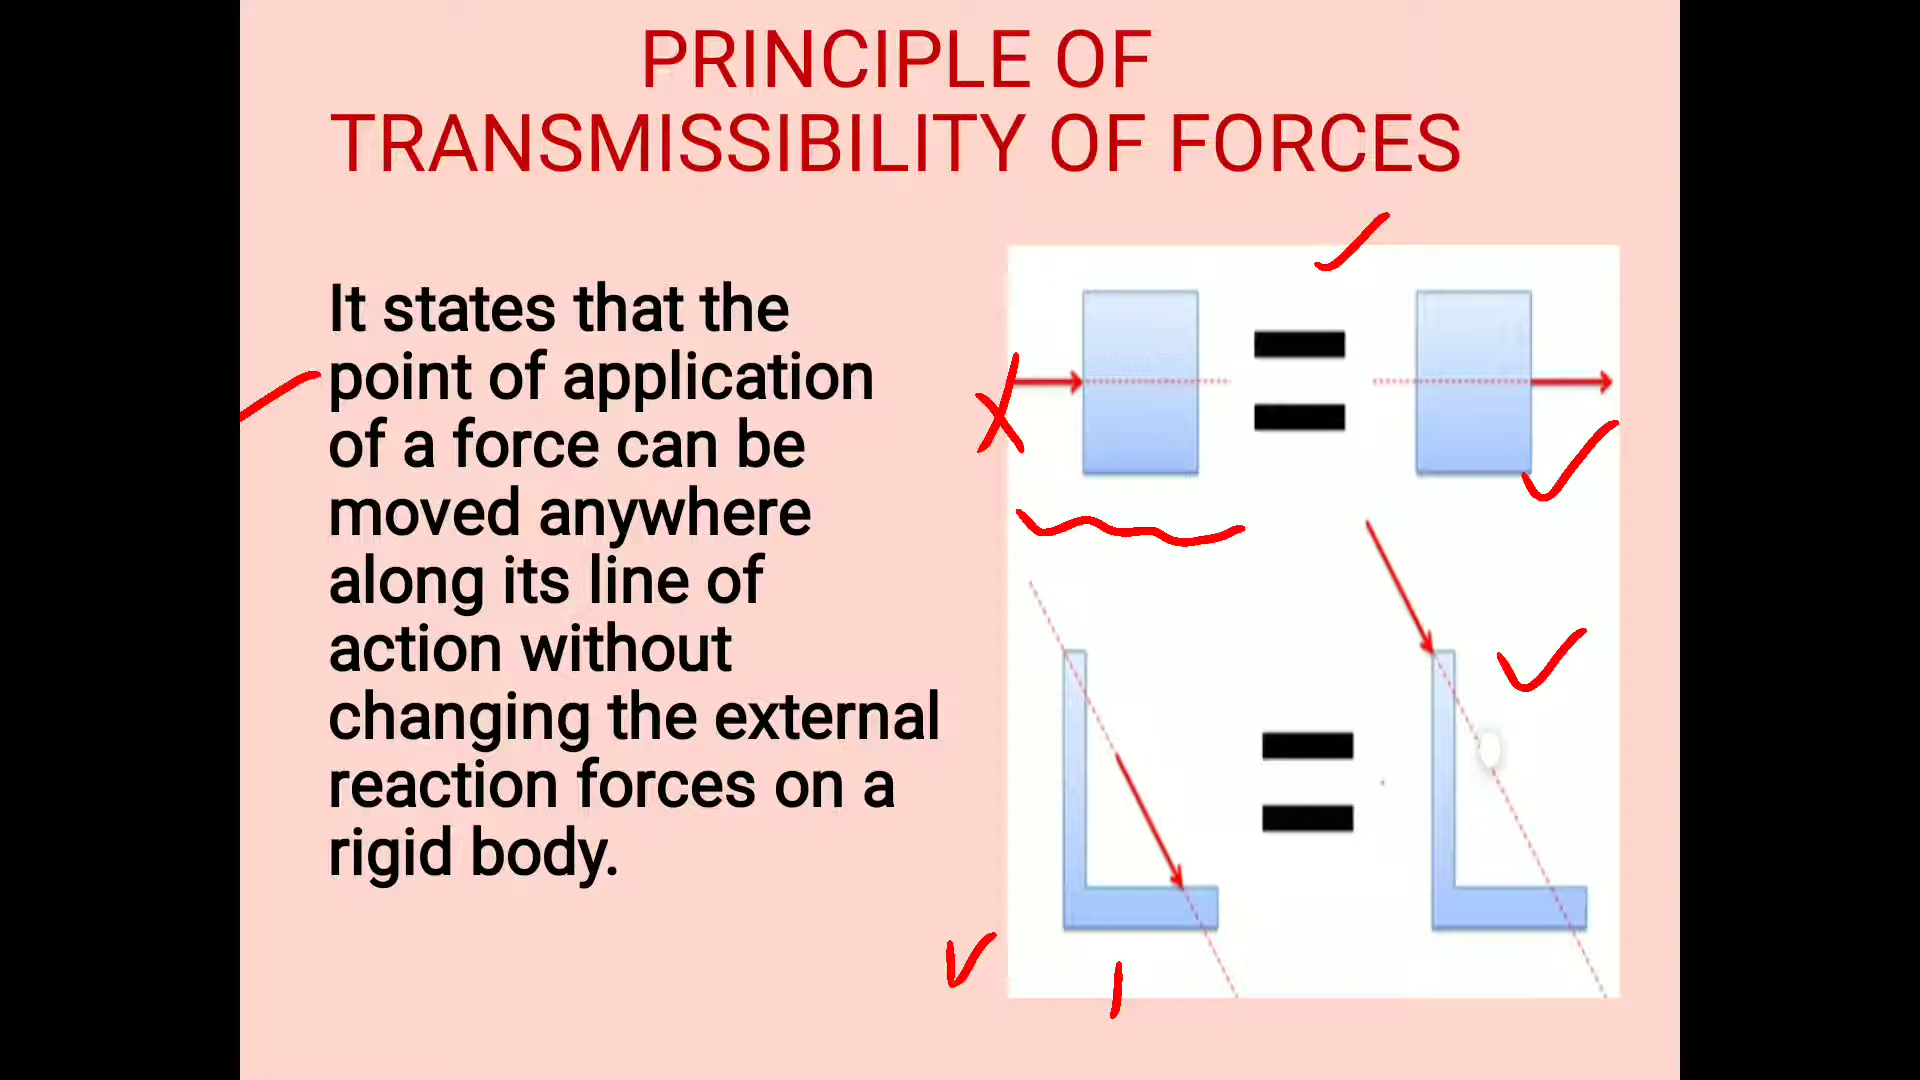 PRINCIPLE OF
TRANSMISSIBILITY OF FORCES
It states that the
point of application
of a force can be
moved anywhere
along its line of
action without
changing the external
reaction forces on a
rigid body.